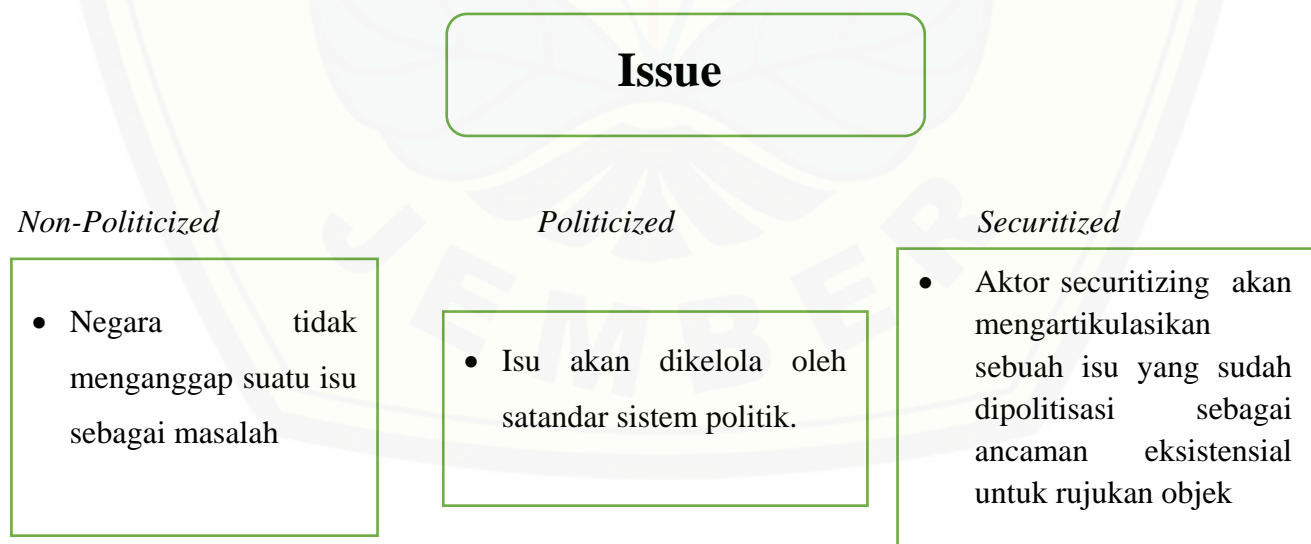 Issue
Non-Politicized
Politicized
Securitized
• Negara tidak
menganggap suatu isu
sebagai masalah
• Isu akan dikelola oleh
satandar sistem politik.
• Aktor securitizing akan
mengartikulasikan
sebuah isu yang sudah
dipolitisasi sebagai
ancaman eksistensial
untuk rujukan objek
JEMBER